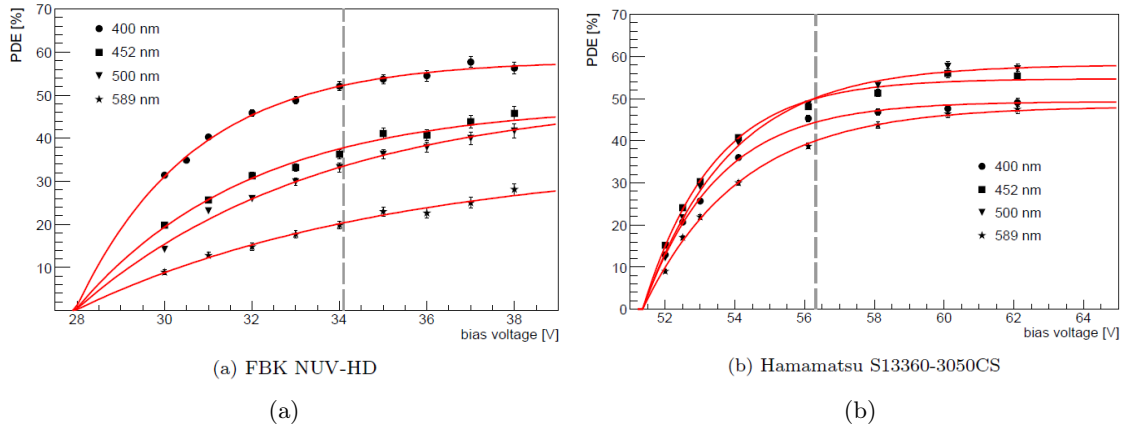 PDE [%]
70
60
50
40
30
20
10
400 nm
452 nm
500 nm
589 nm
28
30
32
34
36
38
bias voltage [V]
(a) FBK NUV-HD
(a)
PDE [%]
70
60
50
40
30
20
10
0
400 nm
452 nm
500 nm
589 nm
52
54
56
58
60
62
64
bias voltage [V]
(b) Hamamatsu S13360-3050CS
(b)